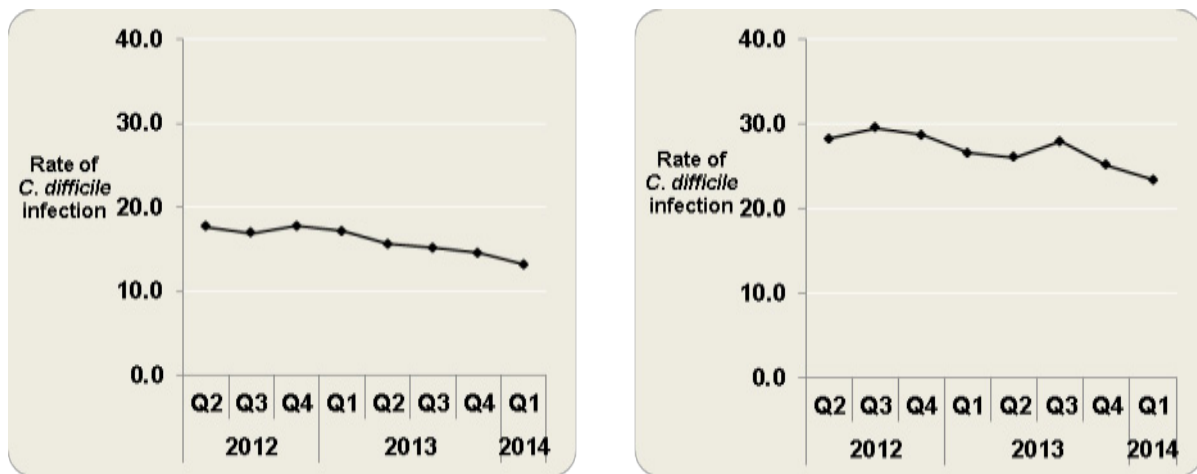 40.0
30.0
Rate of
C. difficile
infection
20.0
10.0
0.0
Q2 Q3 Q4 Q1 Q2 Q3 Q4 Q1
2012 2013 2014
40.0
30.0
Rate of
C. difficile
infection
20.0
10.0
0.0
Q2 Q3 Q4 Q1 Q2 Q3 Q4 Q1
2012 2013 2014